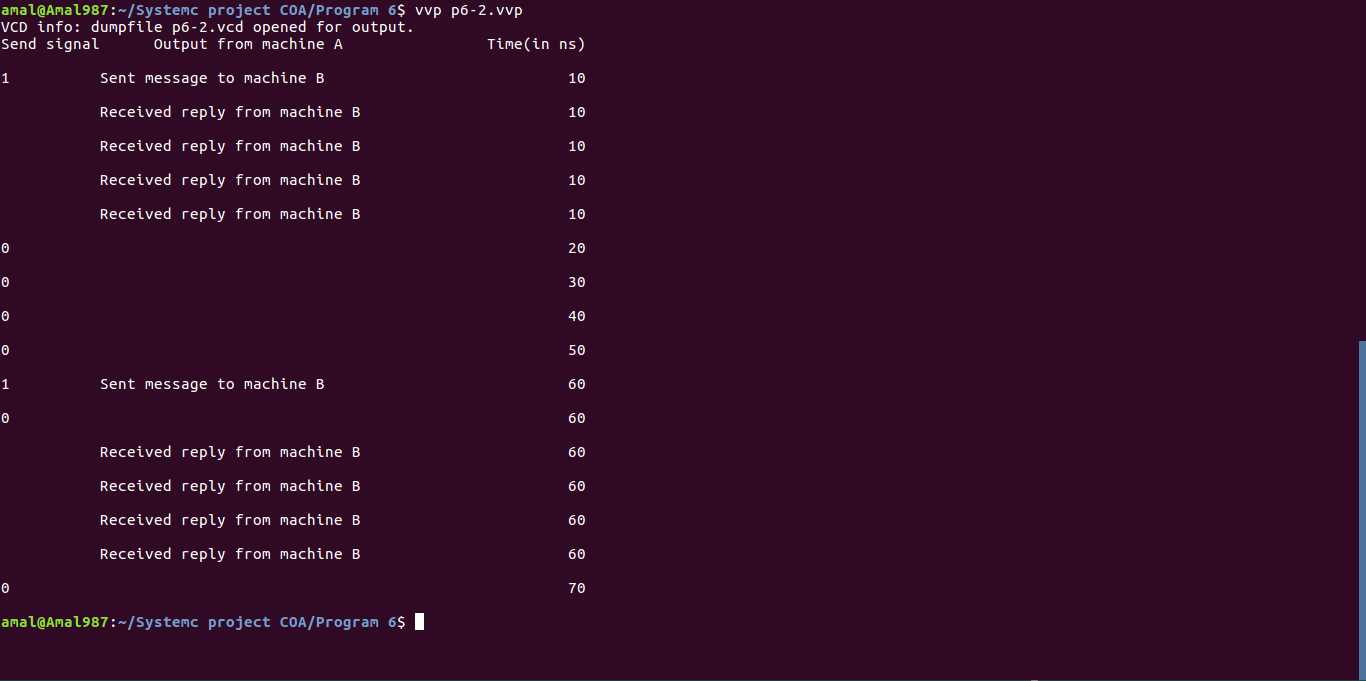 amal@Amal987:~/Systemc project COA/Program 6$ vvp p6-2.vvp
VCD info: dumpfile p6-2.vcd opened for output.
Send signal      Output from machine A                Time(in ns)
1          Sent message to machine B                           10
           Received reply from machine B                       10
           Received reply from machine B                       10
           Received reply from machine B                       10
           Received reply from machine B                       10
0                                                              20
0                                                              30
0                                                              40
0                                                              50
1          Sent message to machine B                           60
0                                                              60
           Received reply from machine B                       60
           Received reply from machine B                       60
           Received reply from machine B                       60
           Received reply from machine B                       60
0                                                              70
amal@Amal987:~/Systemc project COA/Program 6$